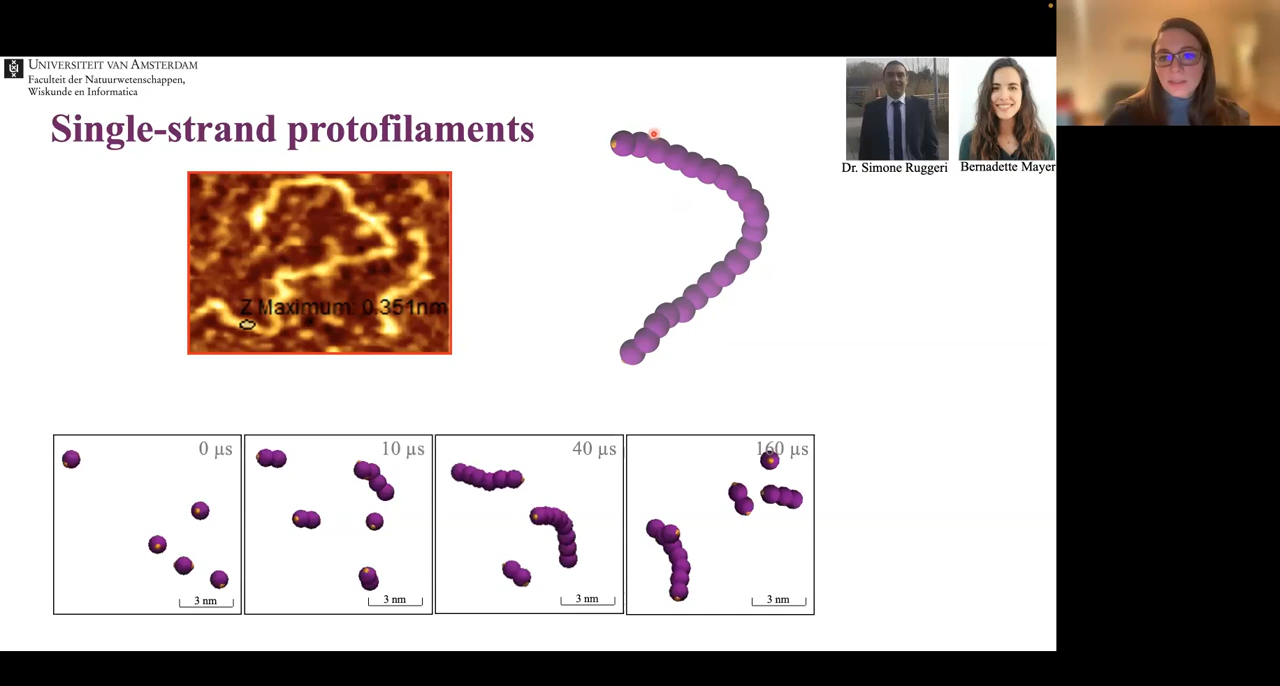 UNIVERSITEIT VAN AMSTERDAM
Faculteit der Natuurwetenschappen,
Wiskunde en Informatica
Single-strand protofilaments
Dr. Simone Ruggeri
Bernadette Mayer
Z Maximum: 0.351nm
0 µs
10 µs
40 µs
160 µs
3 nm
3 nm
3 nm
3 nm